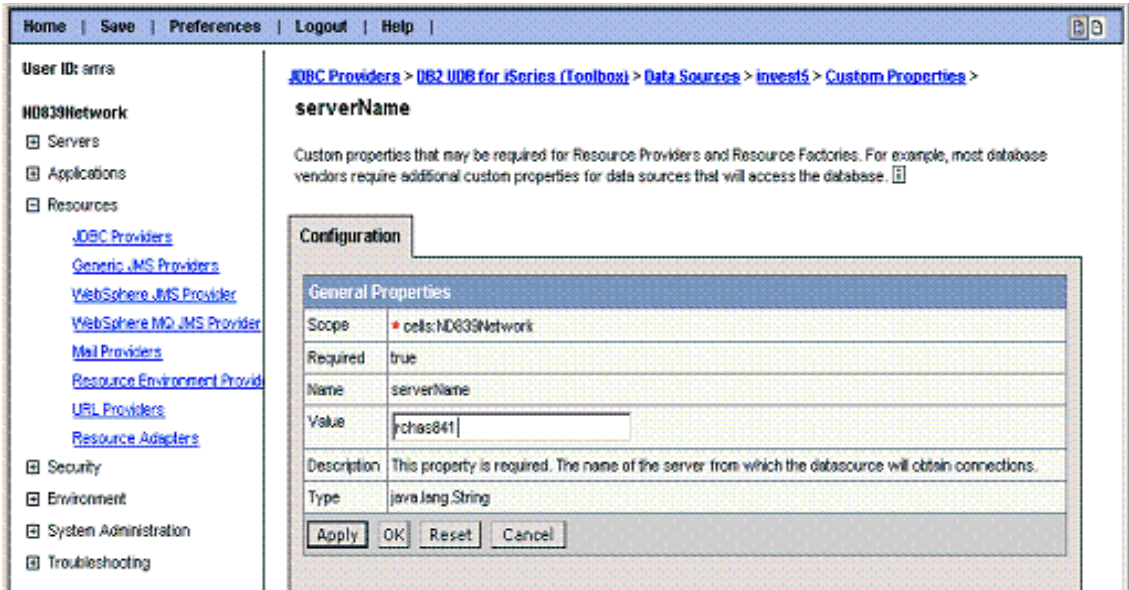 Home | Save | Preferences | Logout | Help |
User ID: amra
ND839Network
Servers
Applications
Resources
JDBC Providers
Generic JMS Providers
WebSphere JMS Provider
WebSphere MQ JMS Provider
Mail Providers
Resource Environment Provid
URL Providers
Resource Adapters
Security
Environment
System Administration
Troubleshooting
JDBC Providers > DB2 UDB for iSeries (Toolbox) > Data Sources > invest5 > Custom Properties >
serverName
Custom properties that may be required for Resource Providers and Resource Factories. For example, most database
vendors require additional custom properties for data sources that will access the database. i
Configuration
General Properties
Scope * cells:ND839Network
Required true
Name serverName
Value rchas841
Description This property is required. The name of the server from which the datasource will obtain connections.
Type java.lang.String
Apply OK Reset Cancel